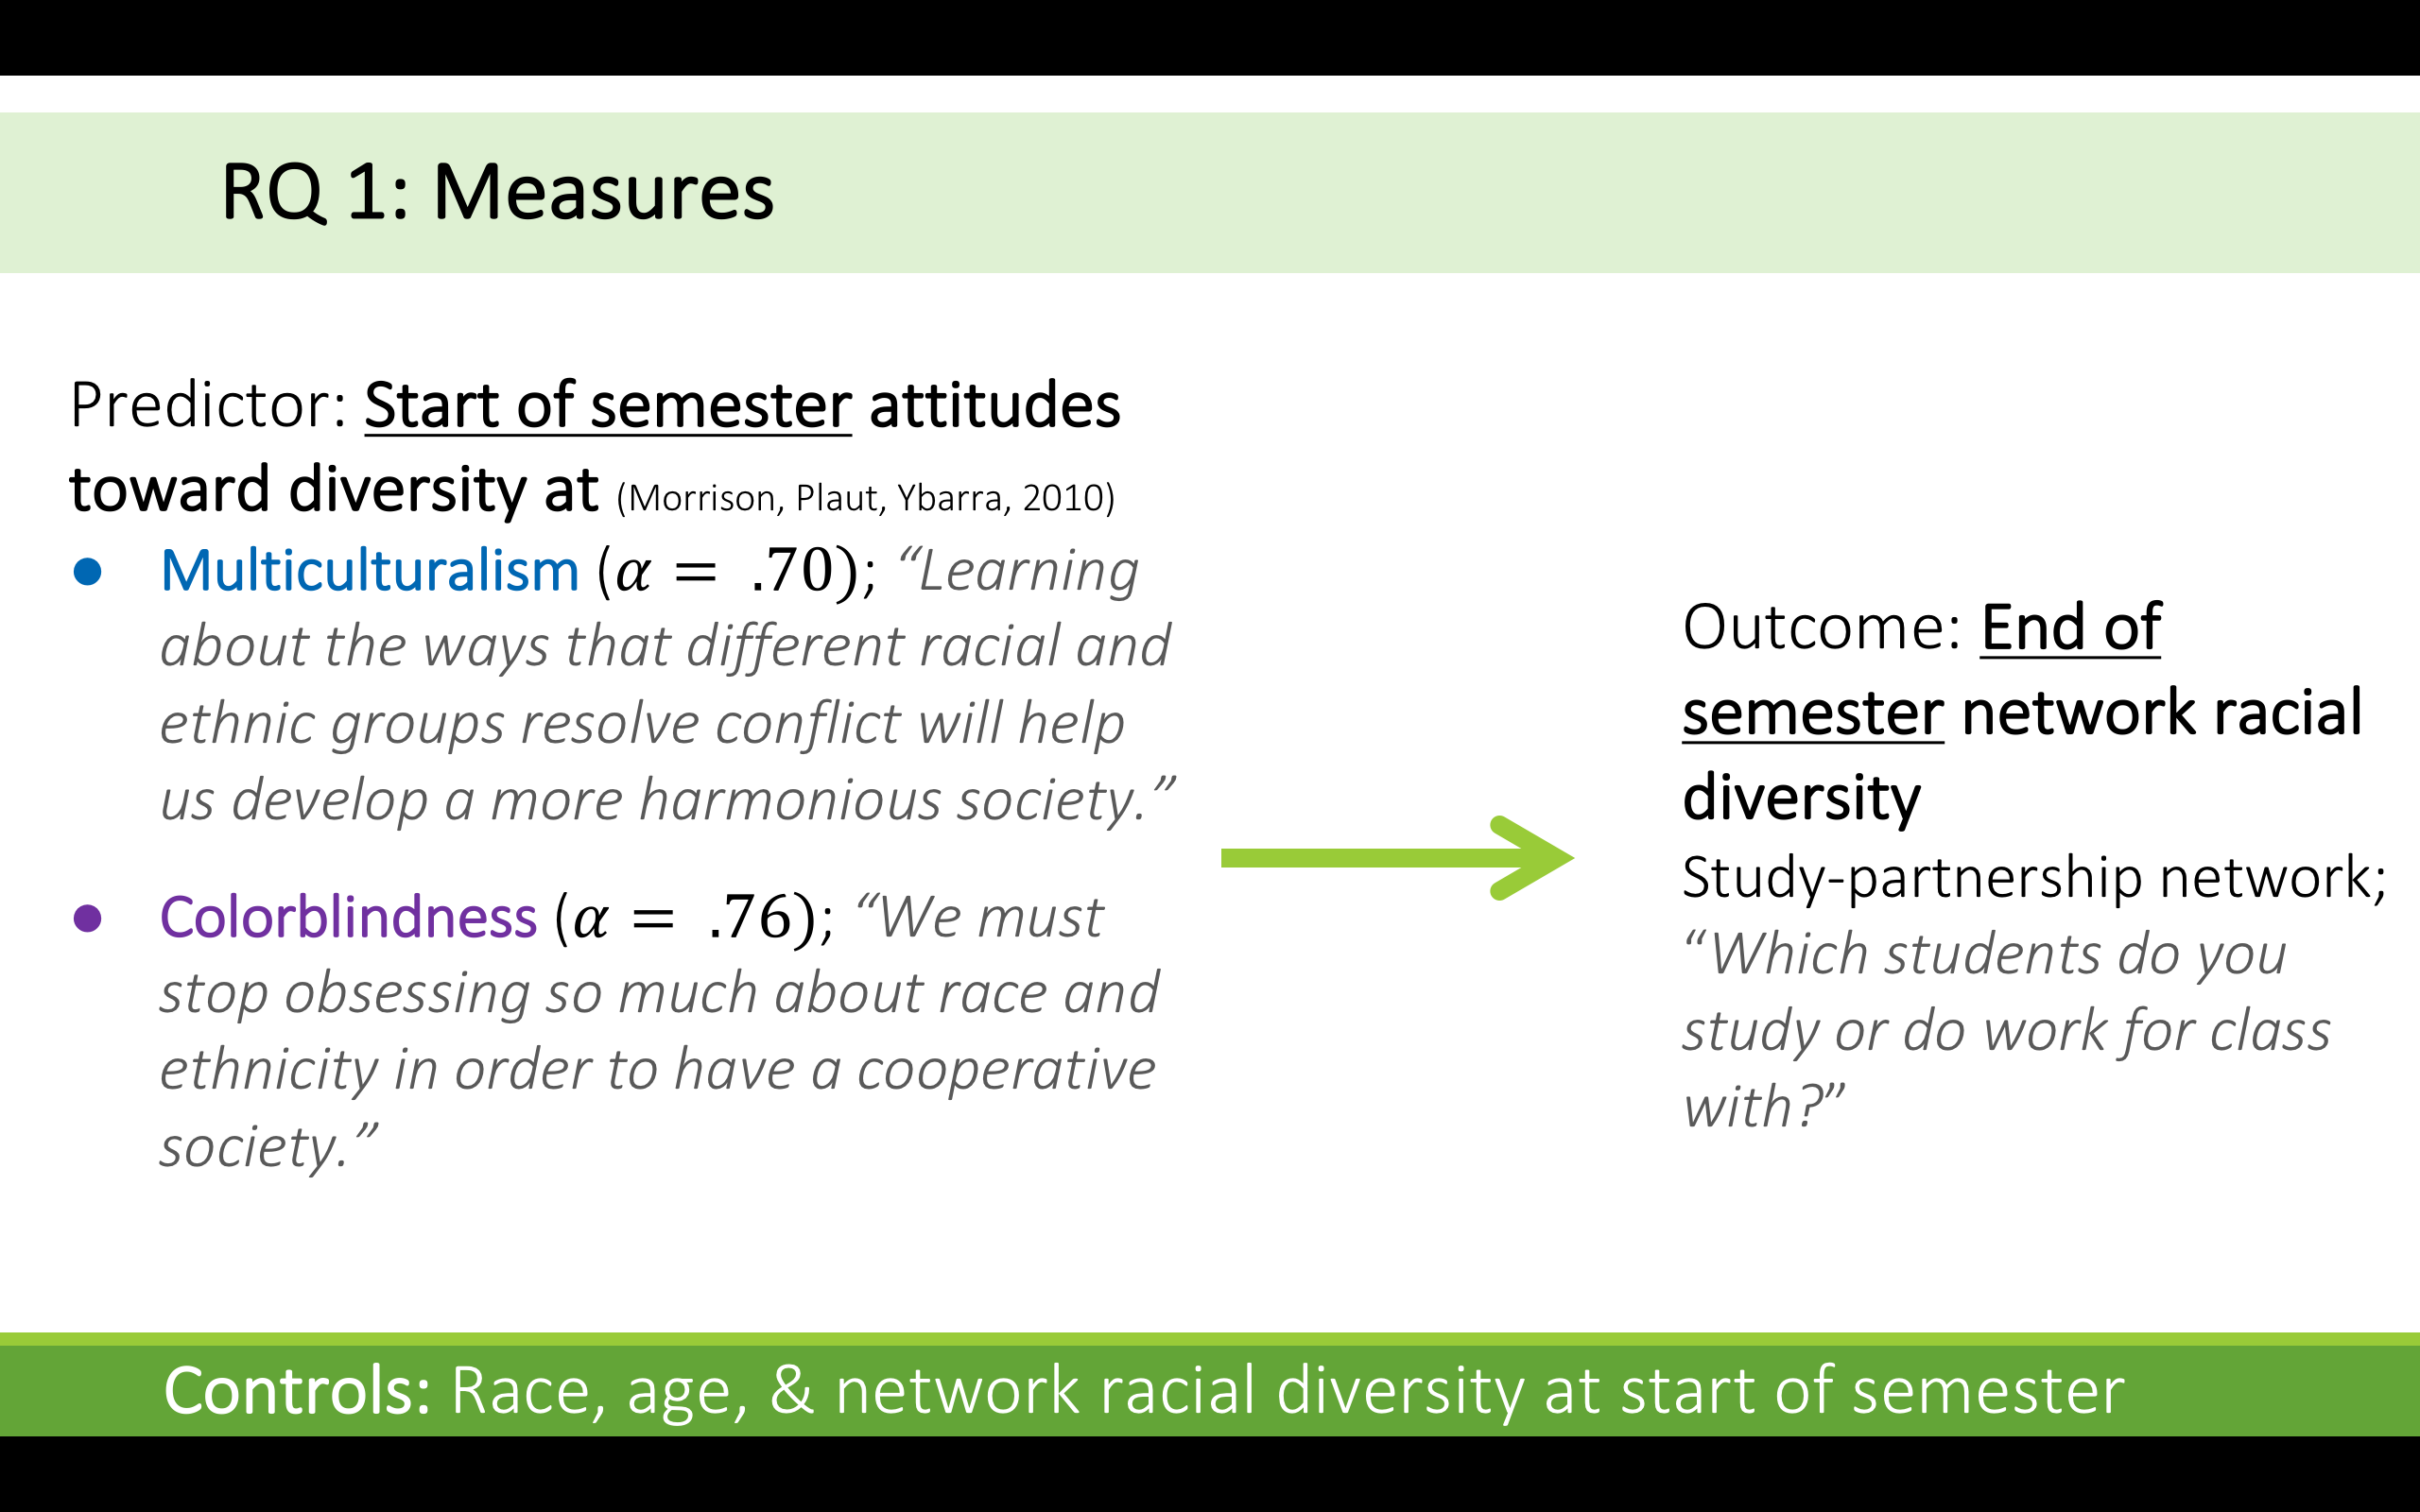 RQ 1: Measures
Predictor: Start of semester attitudes
toward diversity at (Morrison, Plaut, Ybarra, 2010)
● Multiculturalism (α = .70); “Learning
about the ways that different racial and
ethnic groups resolve conflict will help
us develop a more harmonious society.”
● Colorblindness (α = .76); “We must
stop obsessing so much about race and
ethnicity in order to have a cooperative
society.”
Outcome: End of
semester network racial
diversity
Study-partnership network;
“Which students do you
study or do work for class
with?”
Controls: Race, age, & network racial diversity at start of semester